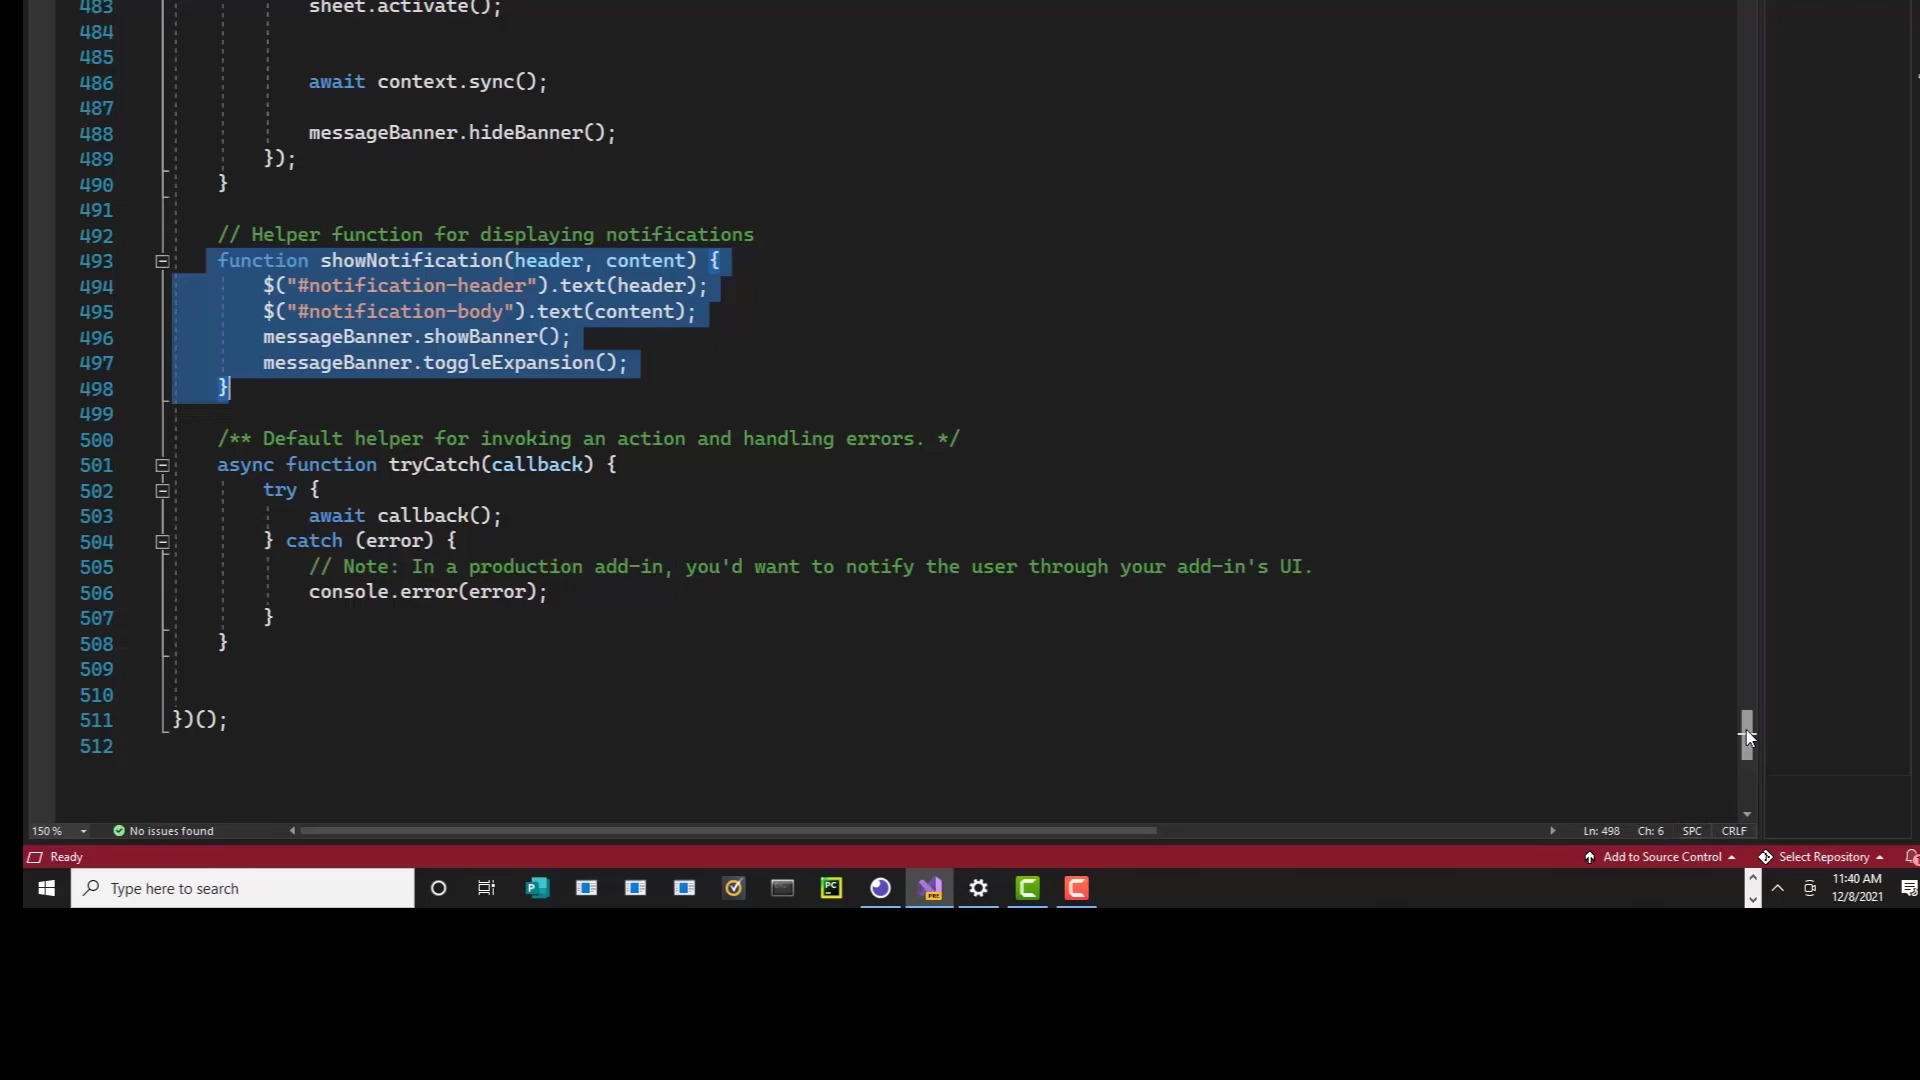 483 sheet.activate();
484
485
486 await context.sync();
487
488 messageBanner.hideBanner();
489 });
490 }
491
492 // Helper function for displaying notifications
493 function showNotification(header, content) {
494 $("#notification-header").text(header);
495 $("#notification-body").text(content);
496 messageBanner.showBanner();
497 messageBanner.toggleExpansion();
498 }
499
500 /** Default helper for invoking an action and handling errors. */
501 async function tryCatch(callback) {
502 try {
503 await callback();
504 } catch (error) {
505 // Note: In a production add-in, you'd want to notify the user through your add-in's UI.
506 console.error(error);
507 }
508 }
509
510
511 })();
512
150 % No issues found Ln: 498 Ch: 6 SPC CRLF
Ready Add to Source Control Select Repository
Type here to search
P
PC
PRE
C
C
11:40 AM
12/8/2021